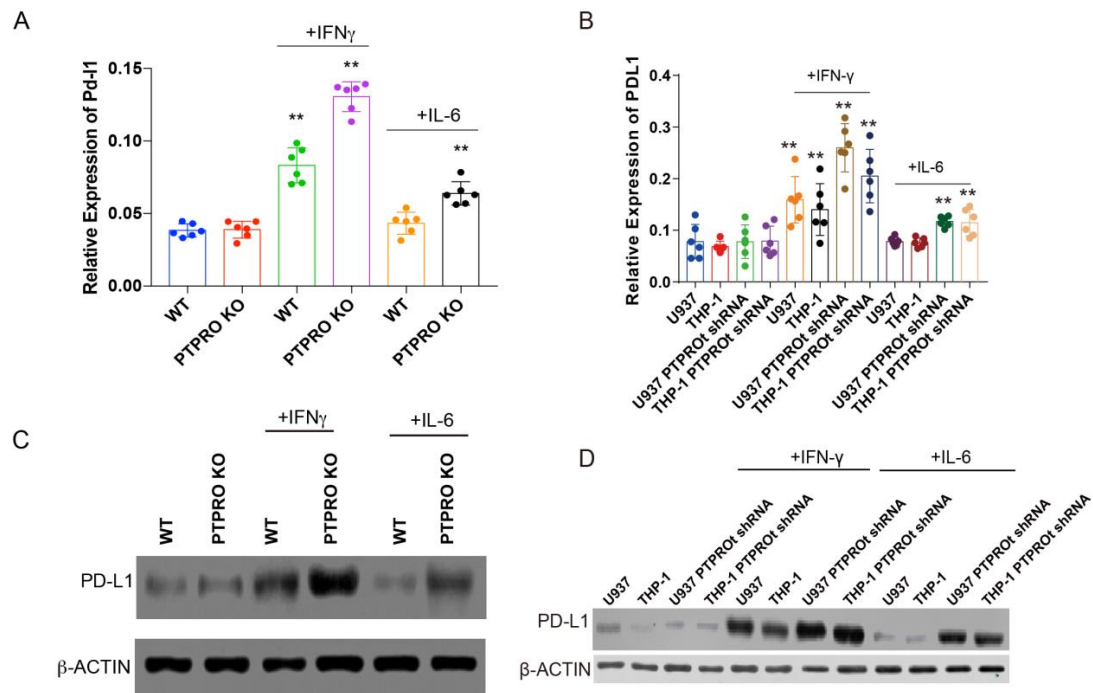 A
+IFNγ
+IL-6
Relative Expression of Pd-l1
0.15
0.10
0.05
0.00
WT
PTPRO KO
WT
PTPRO KO
WT
PTPRO KO
**
**
**
B
+IFN-γ
+IL-6
Relative Expression of PDL1
0.4
0.3
0.2
0.1
0.0
U937
THP-1
U937 PTPROt shRNA
THP-1 PTPROt shRNA
U937
THP-1
U937 PTPROt shRNA
THP-1 PTPROt shRNA
U937
THP-1
U937 PTPROt shRNA
THP-1 PTPROt shRNA
**
**
**
**
**
**
C
+IFNγ
+IL-6
WT
PTPRO KO
WT
PTPRO KO
WT
PTPRO KO
PD-L1
β-ACTIN
D
+IFN-γ
+IL-6
U937
THP-1
U937 PTPROt shRNA
THP-1 PTPROt shRNA
U937
THP-1
U937 PTPROt shRNA
THP-1 PTPROt shRNA
U937
THP-1
U937 PTPROt shRNA
THP-1 PTPROt shRNA
PD-L1
β-ACTIN